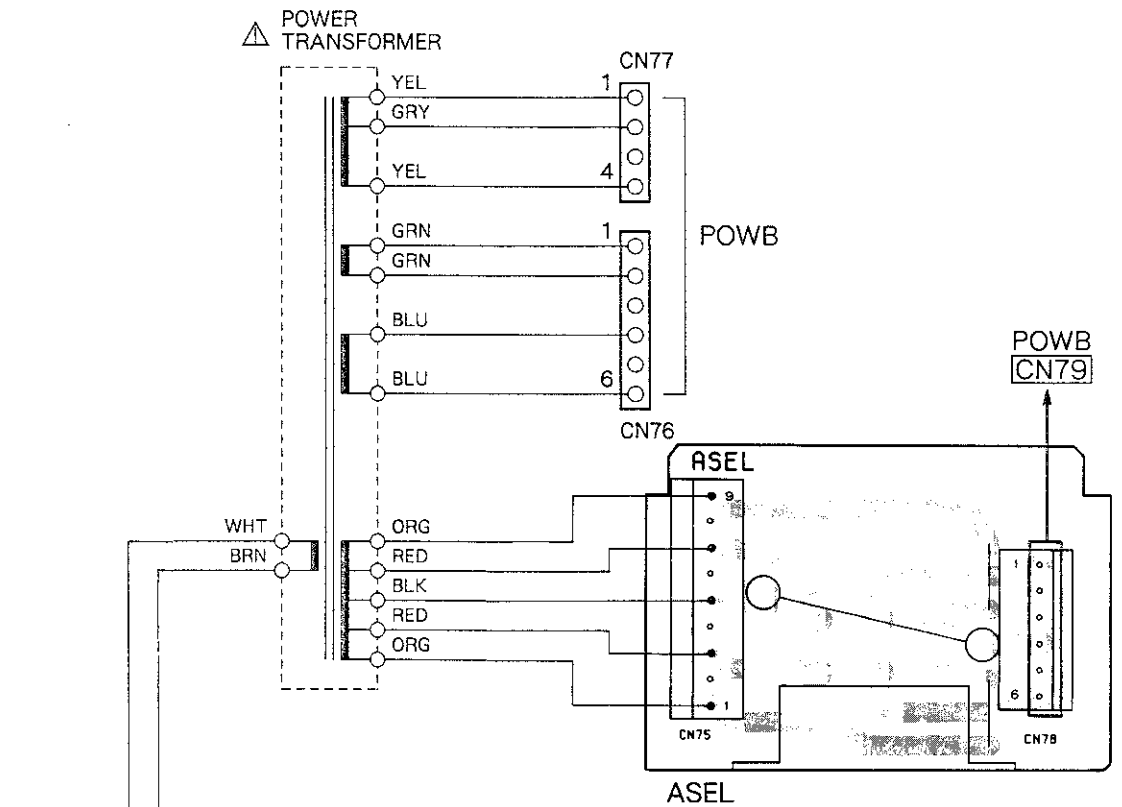 POWER
TRANSFORMER
CN77
YEL
1
GRY
YEL
4
GRN
1
GRN
POWB
BLU
BLU
6
CN76
POWB
CN79
ASEL
9
WHT
ORG
BRN
RED
BLK
RED
ORG
1
1
6
CN75
CN78
ASEL